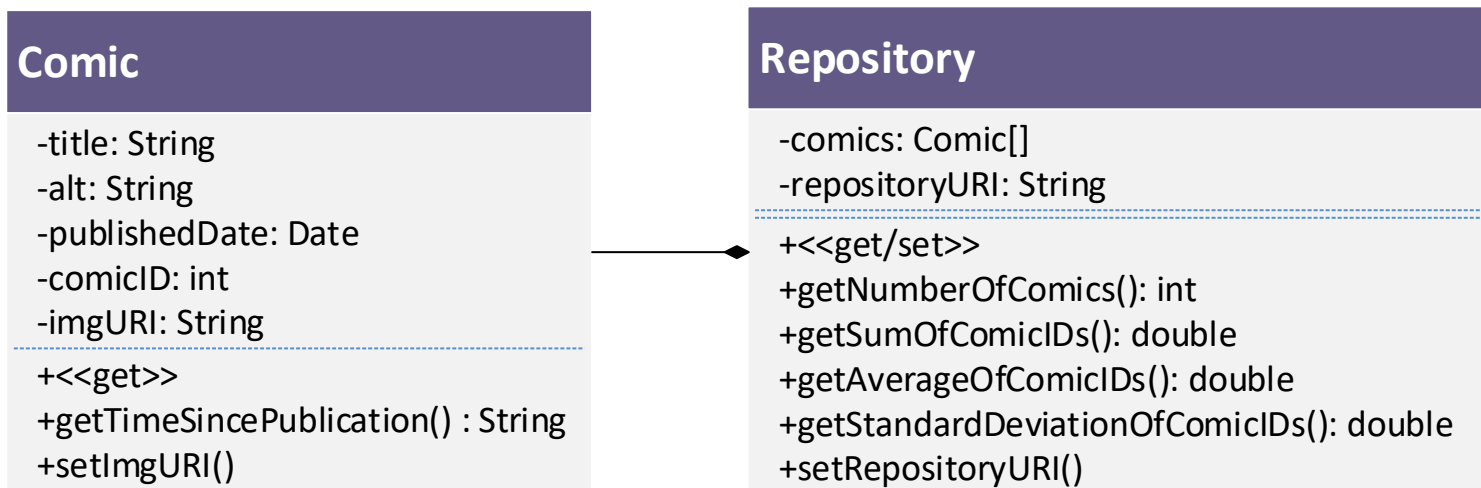 Comic
-title: String
-alt: String
-publishedDate: Date
-comicID: int
-imgURI: String
+<<get>>
+getTimeSincePublication() : String
+setImgURI()
Repository
-comics: Comic[]
-repositoryURI: String
+<<get/set>>
+getNumberOfComics(): int
+getSumOfComicIDs(): double
+getAverageOfComicIDs(): double
+getStandardDeviationOfComicIDs(): double
+setRepositoryURI()